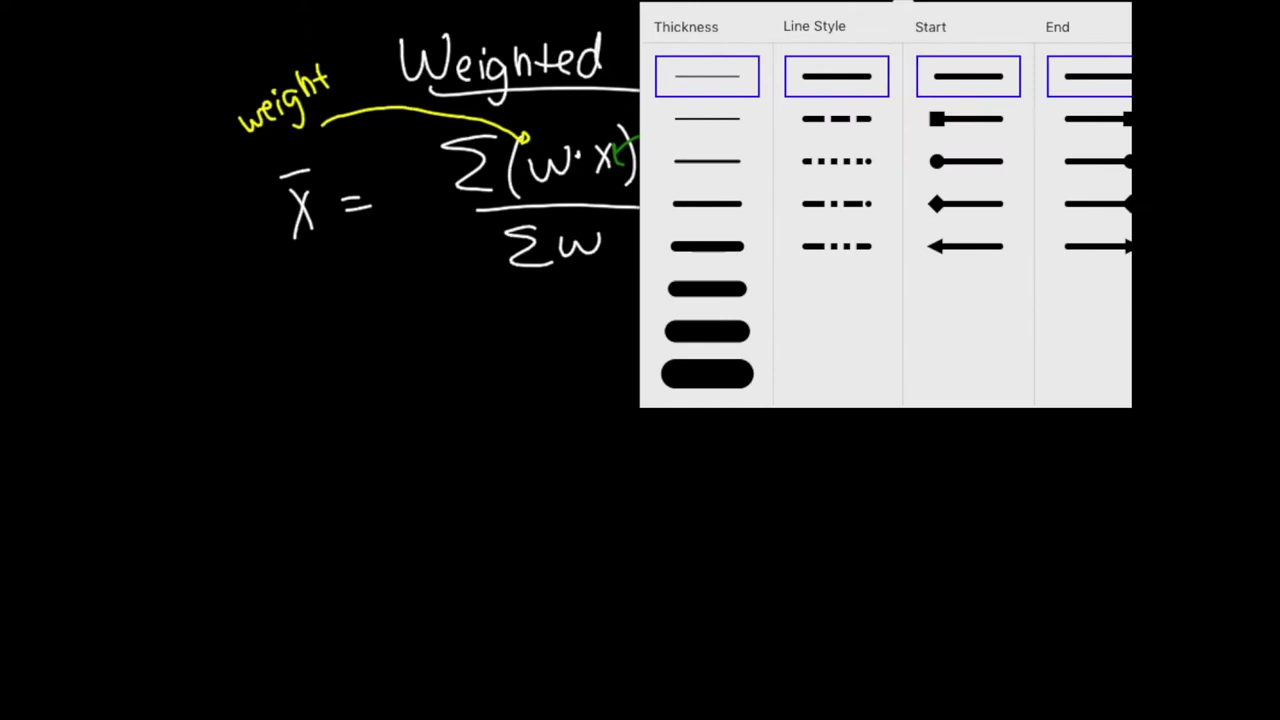 Weighted
weight
x̄ = Σ(w·x) / Σw
Thickness Line Style Start End